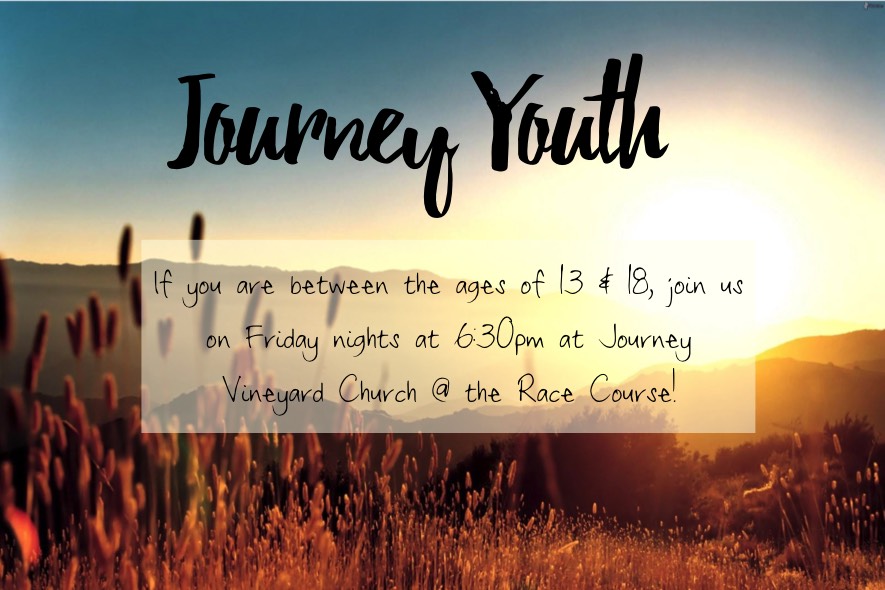 Journey Youth
If you are between the ages of 13 & 18, join us
on Friday nights at 6:30pm at Journey
Vineyard Church @ the Race Course!